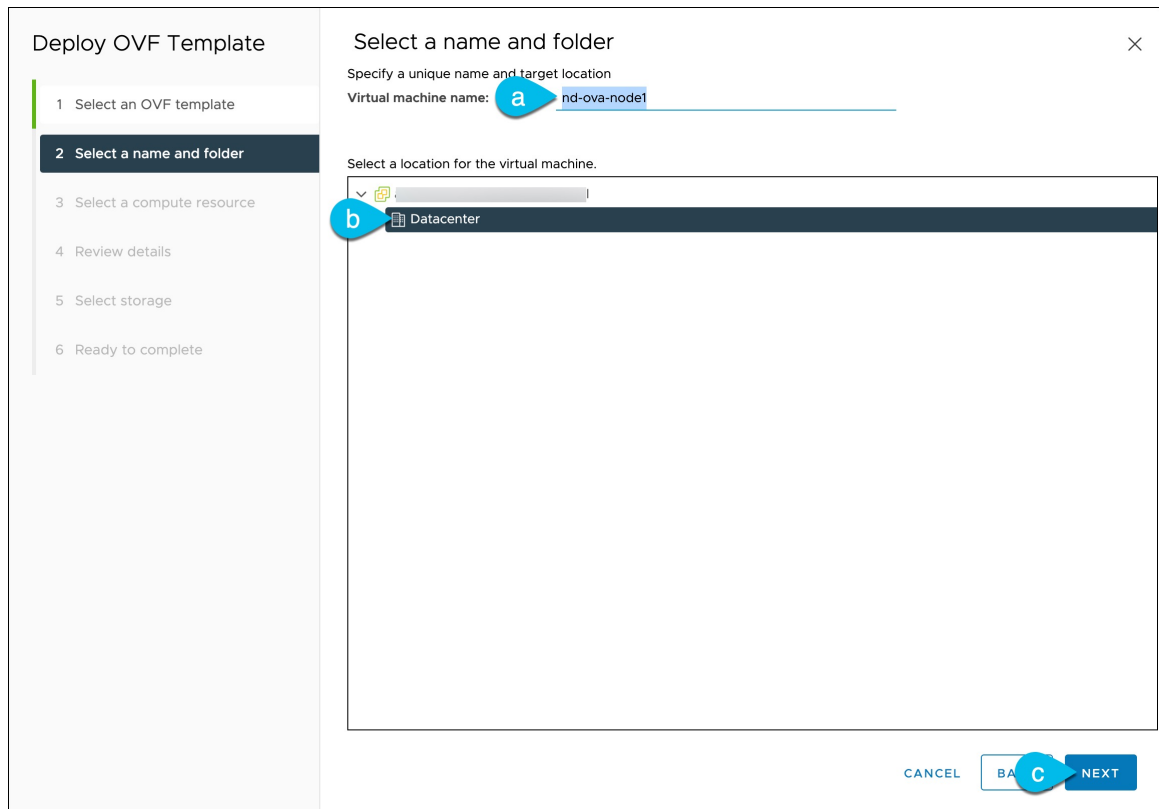 Deploy OVF Template
1 Select an OVF template
2 Select a name and folder
3 Select a compute resource
4 Review details
5 Select storage
6 Ready to complete
Select a name and folder
Specify a unique name and target location
Virtual machine name: a nd-ova-node1
Select a location for the virtual machine.
b Datacenter
CANCEL BA c NEXT